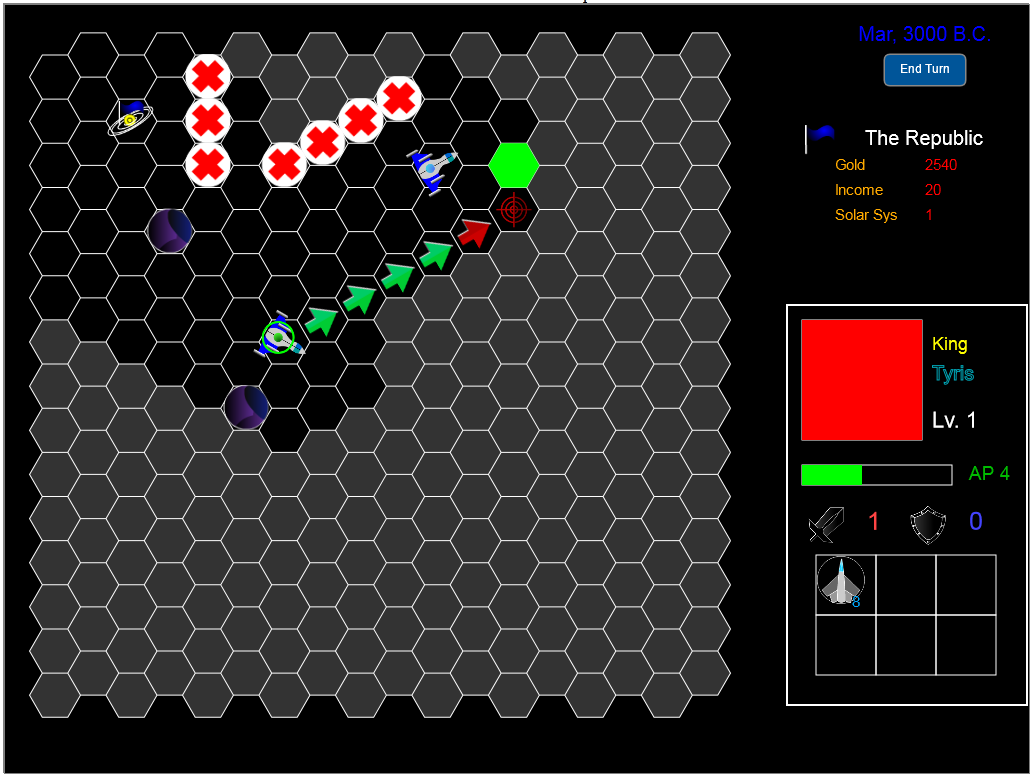 Mar, 3000 B.C.
End Turn
The Republic
Gold 2540
Income 20
Solar Sys 1
King
Tyris
Lv. 1
AP 4
1 0
8